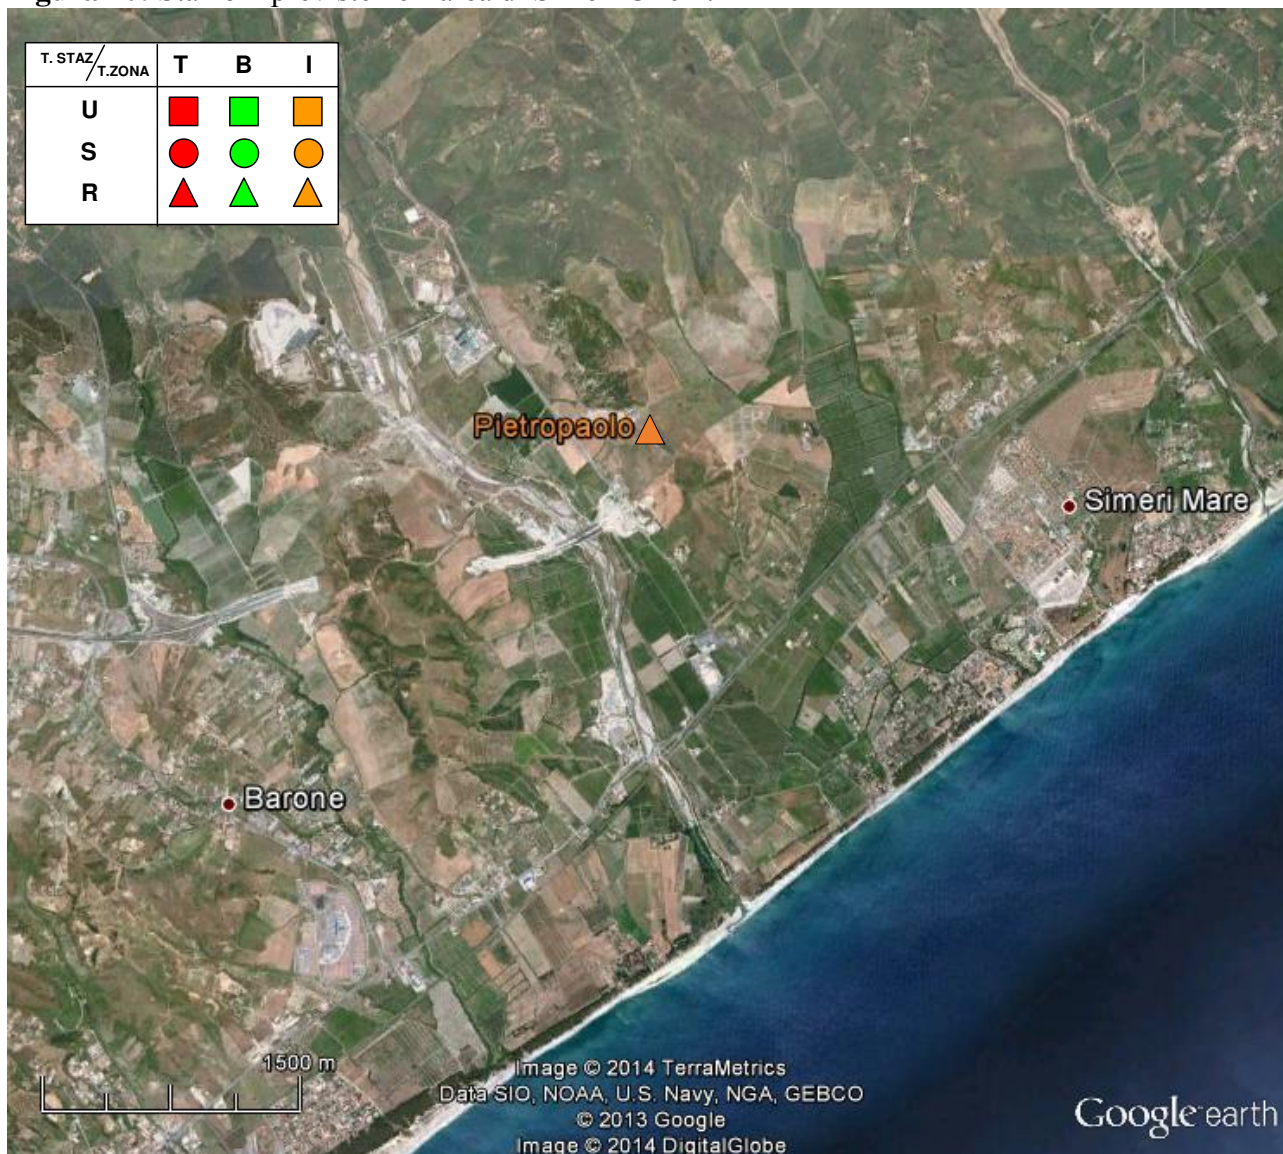 T. STAZ/T.ZONA T B I
U
S
R
Pietropaolo
Simeri Mare
Barone
1500 m
Image © 2014 TerraMetrics
Data SIO, NOAA, U.S. Navy, NGA, GEBCO
© 2013 Google
Image © 2014 DigitalGlobe
Google earth